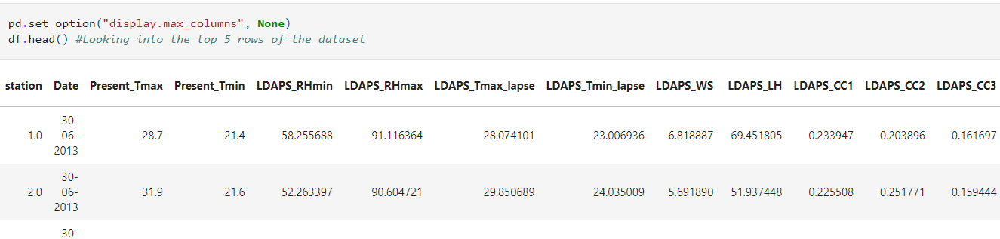 pd.set_option("display.max_columns", None)
df.head() #Looking into the top 5 rows of the dataset
station Date Present_Tmax Present_Tmin LDAPS_RHmin LDAPS_RHmax LDAPS_Tmax_lapse LDAPS_Tmin_lapse LDAPS_WS LDAPS_LH LDAPS_CC1 LDAPS_CC2 LDAPS_CC3
30-
1.0 06- 28.7 21.4 58.255688 91.116364 28.074101 23.006936 6.818887 69.451805 0.233947 0.203896 0.161697
2013
30-
2.0 06- 31.9 21.6 52.263397 90.604721 29.850689 24.035009 5.691890 51.937448 0.225508 0.251771 0.159444
2013
30-